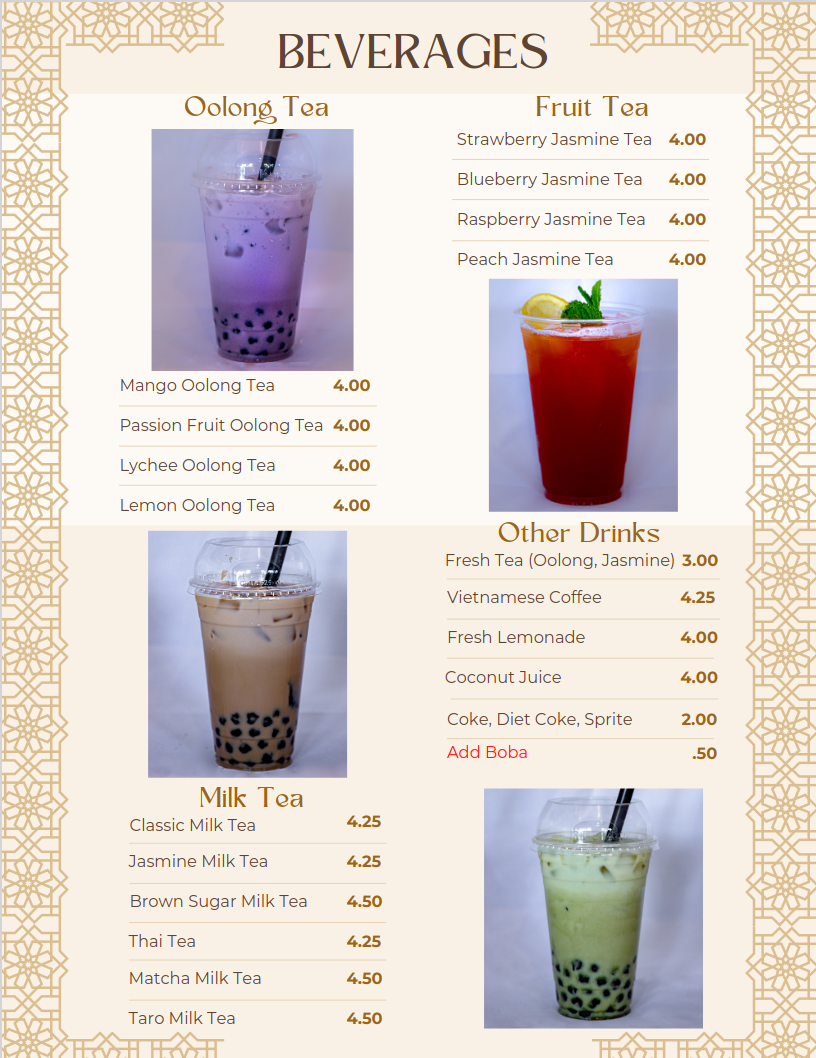 BEVERAGES
Oolong Tea
Mango Oolong Tea 4.00
Passion Fruit Oolong Tea 4.00
Lychee Oolong Tea 4.00
Lemon Oolong Tea 4.00
Fruit Tea
Strawberry Jasmine Tea 4.00
Blueberry Jasmine Tea 4.00
Raspberry Jasmine Tea 4.00
Peach Jasmine Tea 4.00
Milk Tea
Classic Milk Tea 4.25
Jasmine Milk Tea 4.25
Brown Sugar Milk Tea 4.50
Thai Tea 4.25
Matcha Milk Tea 4.50
Taro Milk Tea 4.50
Other Drinks
Fresh Tea (Oolong, Jasmine) 3.00
Vietnamese Coffee 4.25
Fresh Lemonade 4.00
Coconut Juice 4.00
Coke, Diet Coke, Sprite 2.00
Add Boba .50